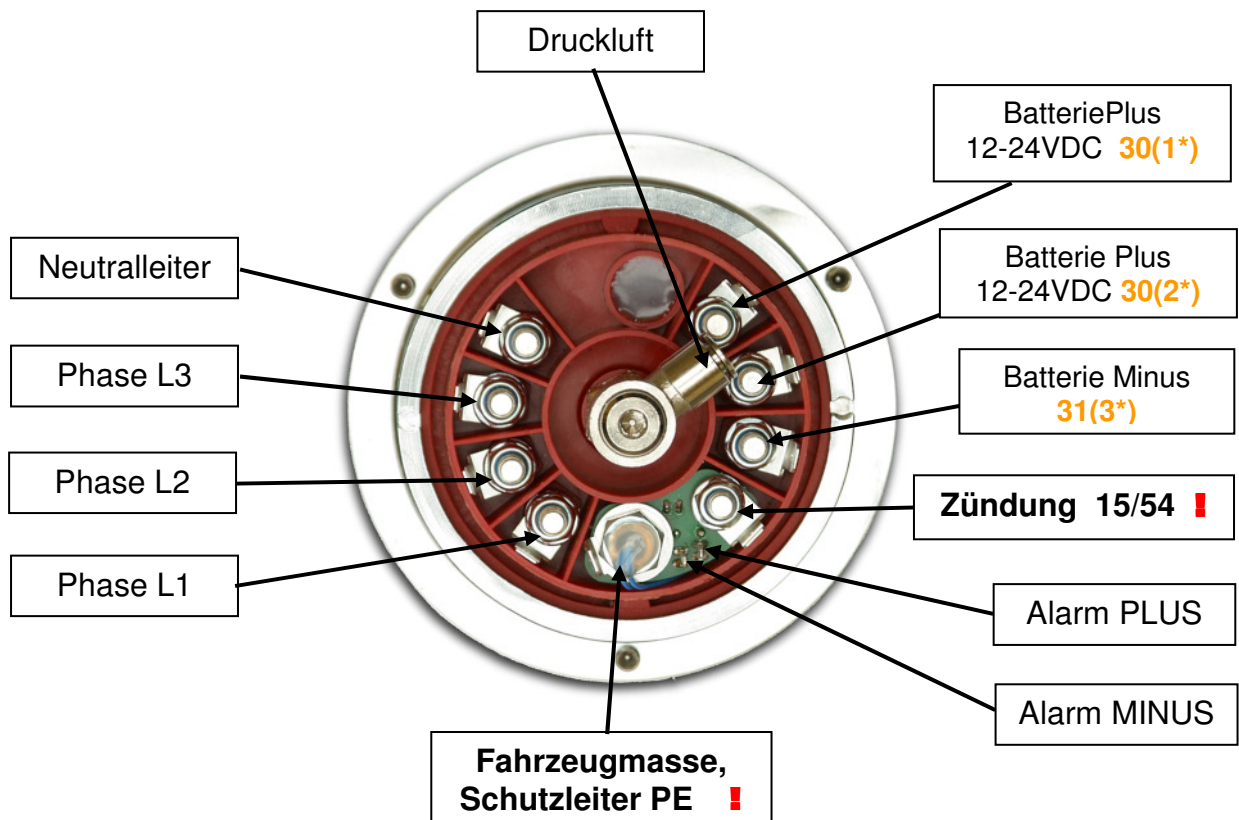 Druckluft
BatteriePlus
12-24VDC 30(1*)
Neutralleiter
Batterie Plus
12-24VDC 30(2*)
Phase L3
Batterie Minus
31(3*)
Phase L2
Zündung 15/54 !
Phase L1
Alarm PLUS
Alarm MINUS
Fahrzeugmasse,
Schutzleiter PE !